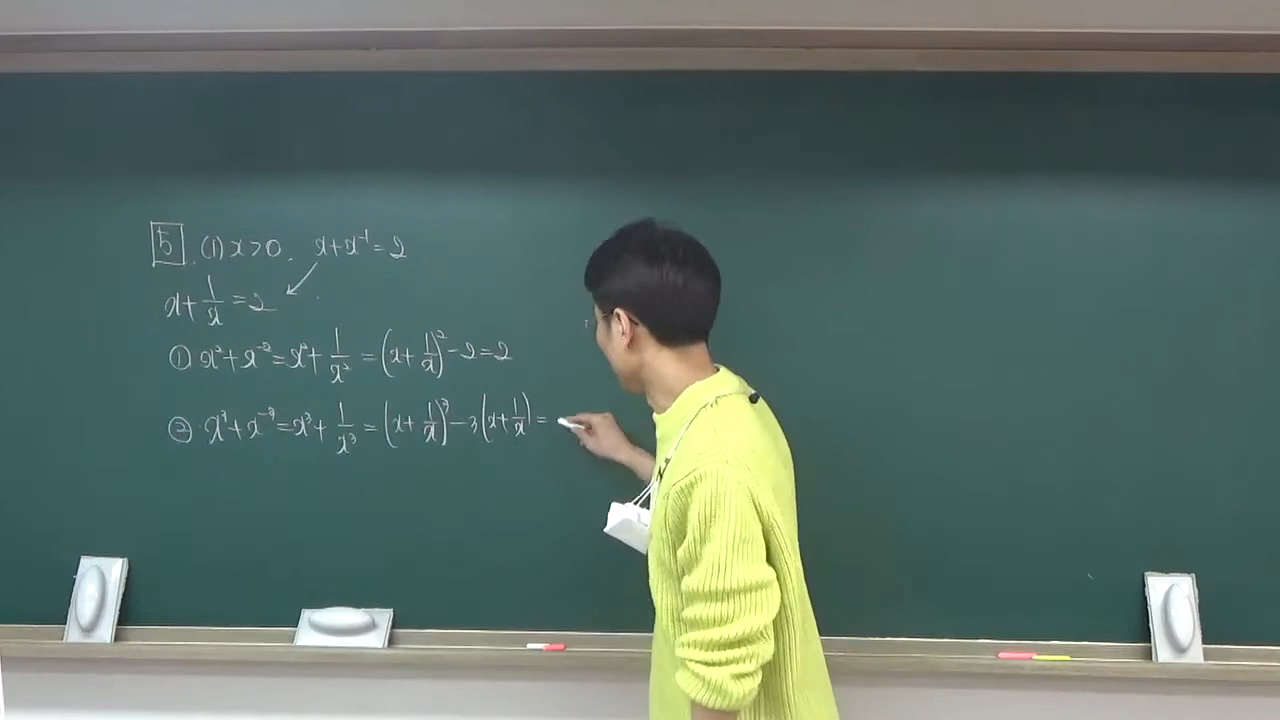 5 (1) x>0. x+x⁻¹=2
x+1/x=2
① x²+x⁻²=x²+1/x²=(x+1/x)²-2=2
② x³+x⁻³=x³+1/x³=(x+1/x)³-3(x+1/x)=